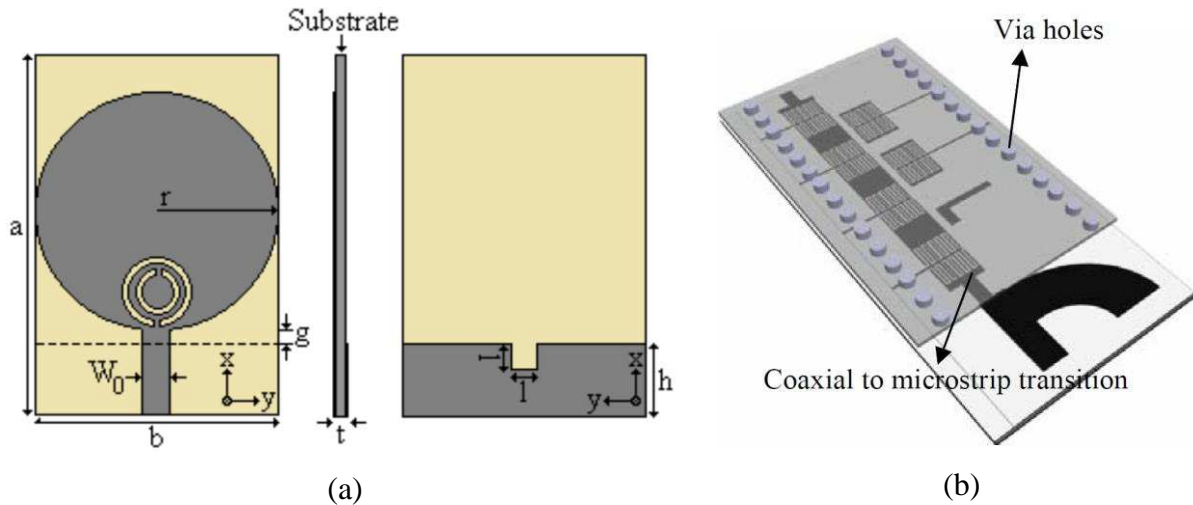 Substrate
a
r
g
W0
x
y
b
t
l
l
x
y
h
(a)
Via holes
Coaxial to microstrip transition
(b)